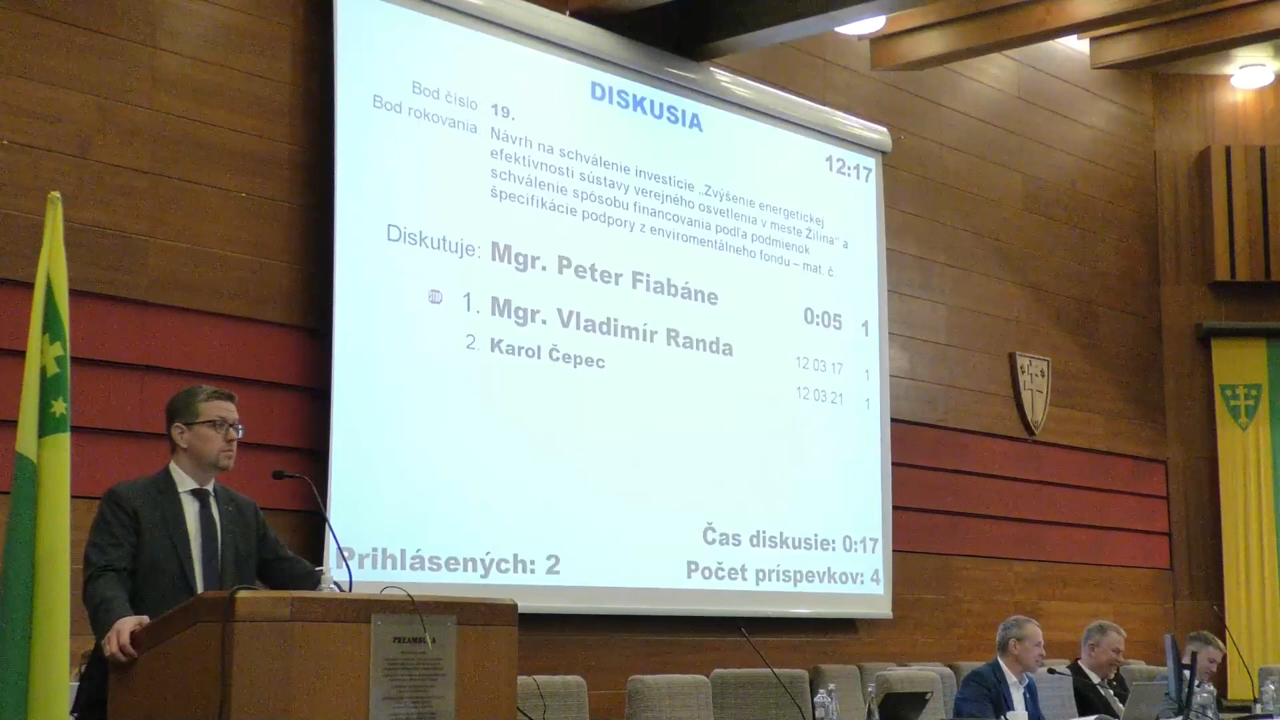 DISKUSIA
Bod číslo 19.
12:17
Bod rokovania Návrh na schválenie investície „Zvýšenie energetickej
efektívnosti sústavy verejného osvetlenia v meste Žilina“ a
schválenie spôsobu financovania podľa podmienok
špecifikácie podpory z enviromentálneho fondu – mat. č.
Diskutuje: Mgr. Peter Fiabáne 0:05 1
STOP 1. Mgr. Vladimír Randa 12 03 17 1
2. Karol Čepec 12 03 21 1
Čas diskusie: 0:17
Prihlásených: 2 Počet príspevkov: 4
PREAMBULA